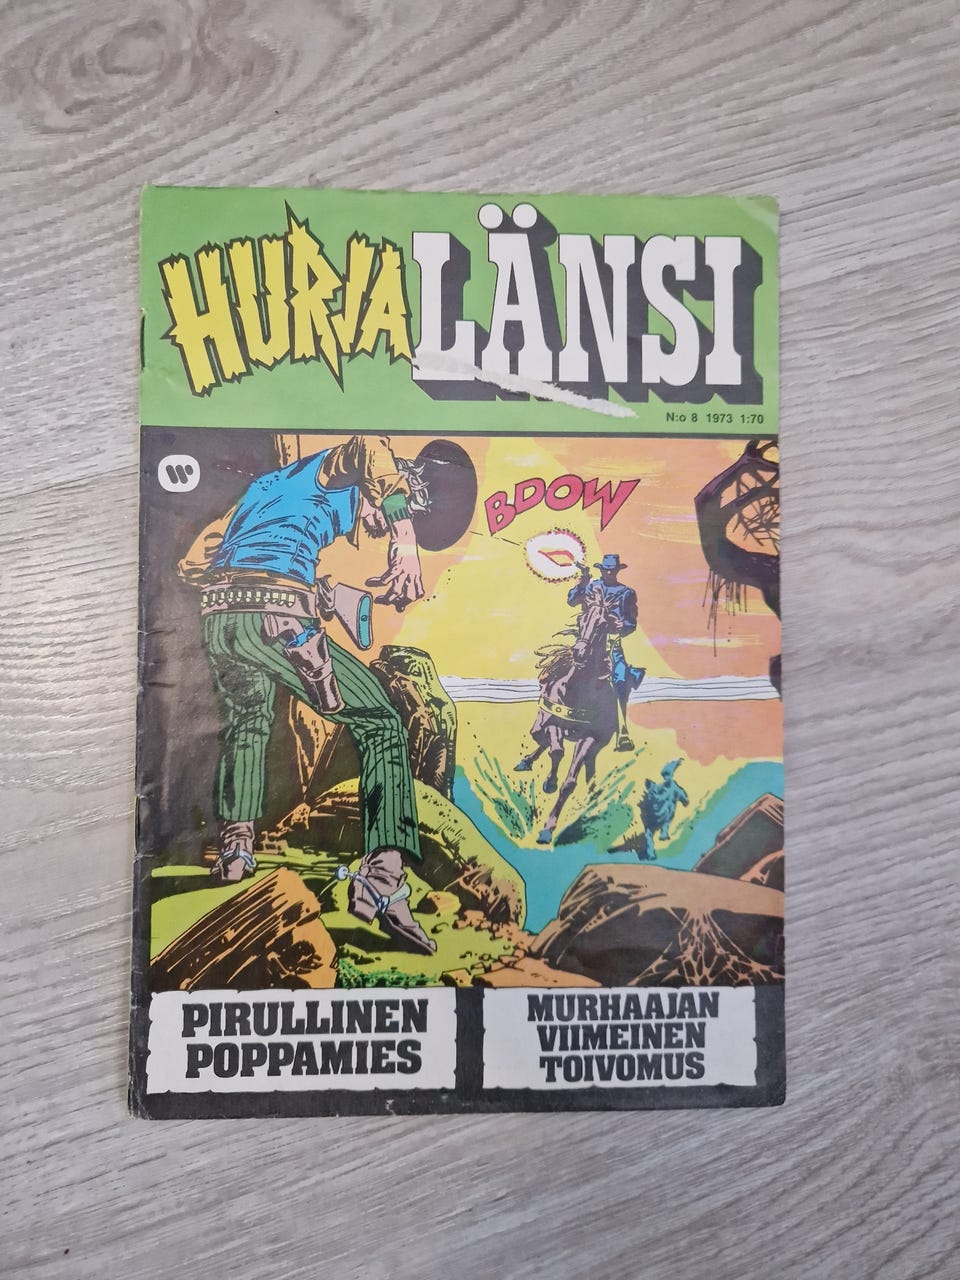 HURJA LÄNSI
N:o 8 1973 1:70
BDOW
PIRULLINEN
POPPAMIES
MURHAAJAN
VIIMEINEN
TOIVOMUS